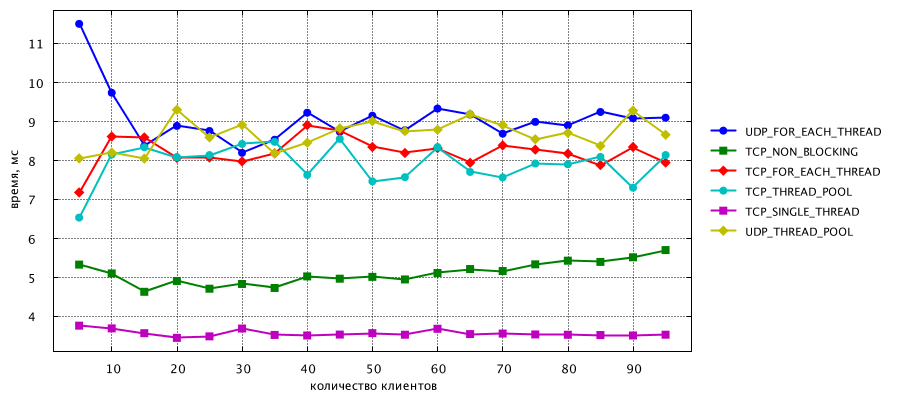 11
10
9
8
7
6
5
4
время, мс
10 20 30 40 50 60 70 80 90
количество клиентов
UDP_FOR_EACH_THREAD
TCP_NON_BLOCKING
TCP_FOR_EACH_THREAD
TCP_THREAD_POOL
TCP_SINGLE_THREAD
UDP_THREAD_POOL